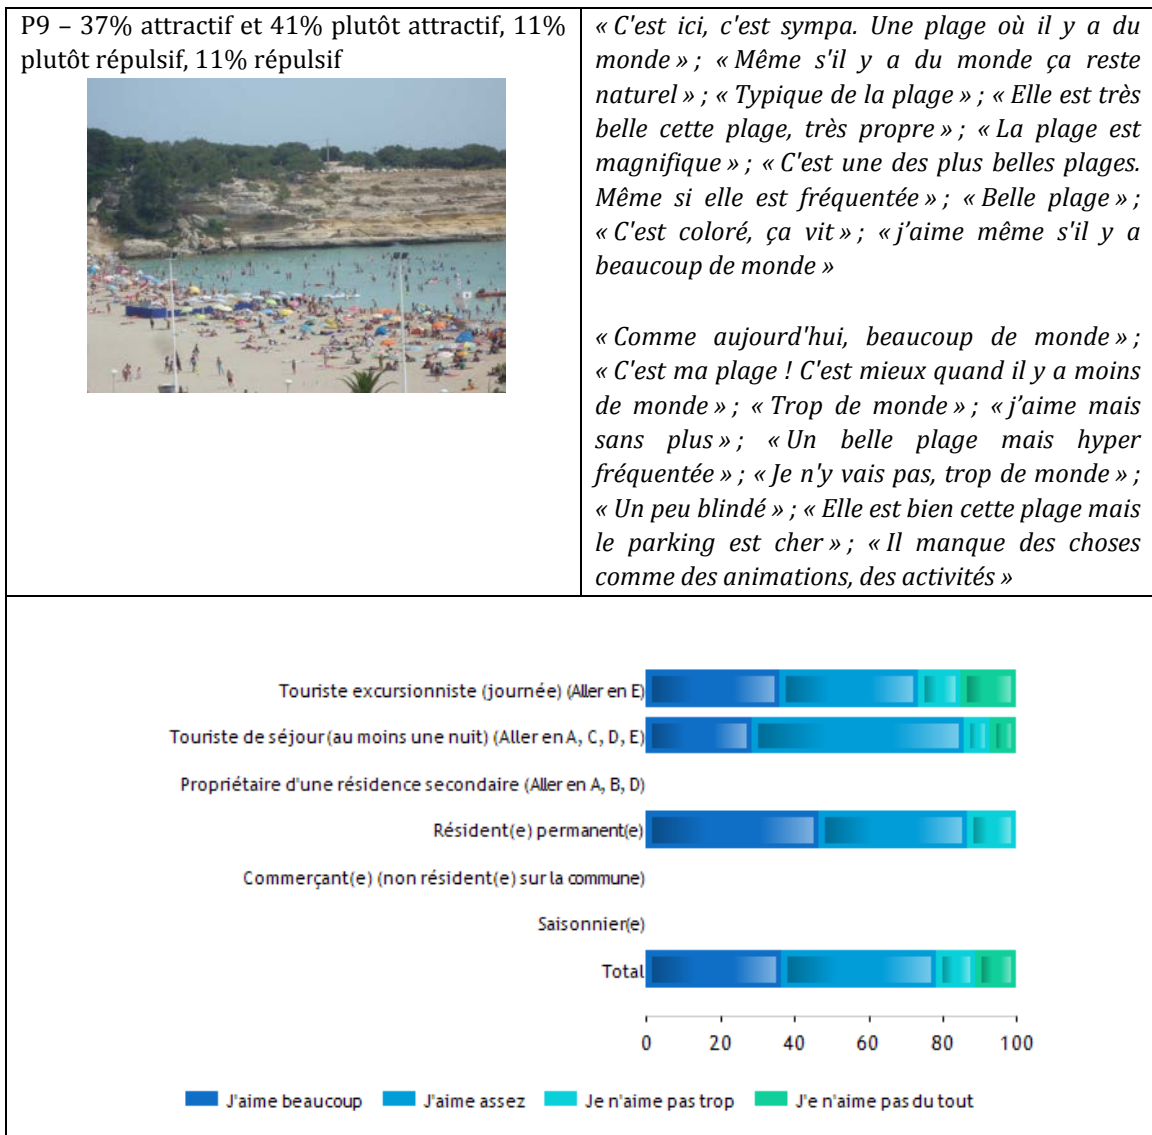 P9 – 37% attractif et 41% plutôt attractif, 11%
plutôt répulsif, 11% répulsif
« C'est ici, c'est sympa. Une plage où il y a du
monde » ; « Même s'il y a du monde ça reste
naturel » ; « Typique de la plage » ; « Elle est très
belle cette plage, très propre » ; « La plage est
magnifique » ; « C'est une des plus belles plages.
Même si elle est fréquentée » ; « Belle plage » ;
« C'est coloré, ça vit » ; « j'aime même s'il y a
beaucoup de monde »
« Comme aujourd'hui, beaucoup de monde » ;
« C'est ma plage ! C'est mieux quand il y a moins
de monde » ; « Trop de monde » ; « j'aime mais
sans plus » ; « Un belle plage mais hyper
fréquentée » ; « Je n'y vais pas, trop de monde » ;
« Un peu blindé » ; « Elle est bien cette plage mais
le parking est cher » ; « Il manque des choses
comme des animations, des activités »
Touriste excursionniste (journée) (Aller en E)
Touriste de séjour (au moins une nuit) (Aller en A, C, D, E)
Propriétaire d'une résidence secondaire (Aller en A, B, D)
Résident(e) permanent(e)
Commerçant(e) (non résident(e) sur la commune)
Saisonnier(e)
Total
0 20 40 60 80 100
J'aime beaucoup J'aime assez Je n'aime pas trop J'e n'aime pas du tout